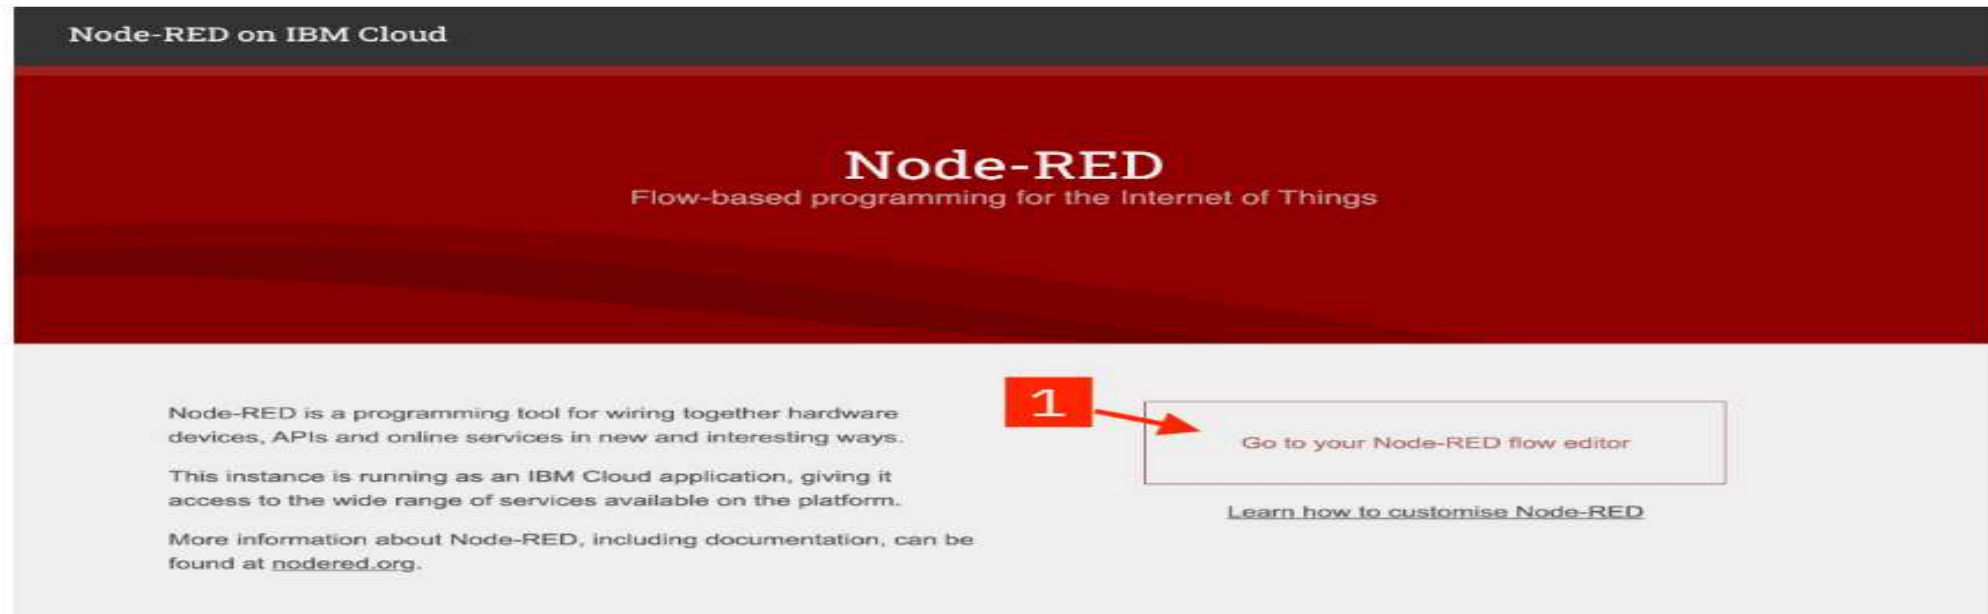 Node-RED on IBM Cloud
Node-RED
Flow-based programming for the Internet of Things
Node-RED is a programming tool for wiring together hardware
devices, APIs and online services in new and interesting ways.
This instance is running as an IBM Cloud application, giving it
access to the wide range of services available on the platform.
More information about Node-RED, including documentation, can be
found at nodered.org.
1
Go to your Node-RED flow editor
Learn how to customise Node-RED